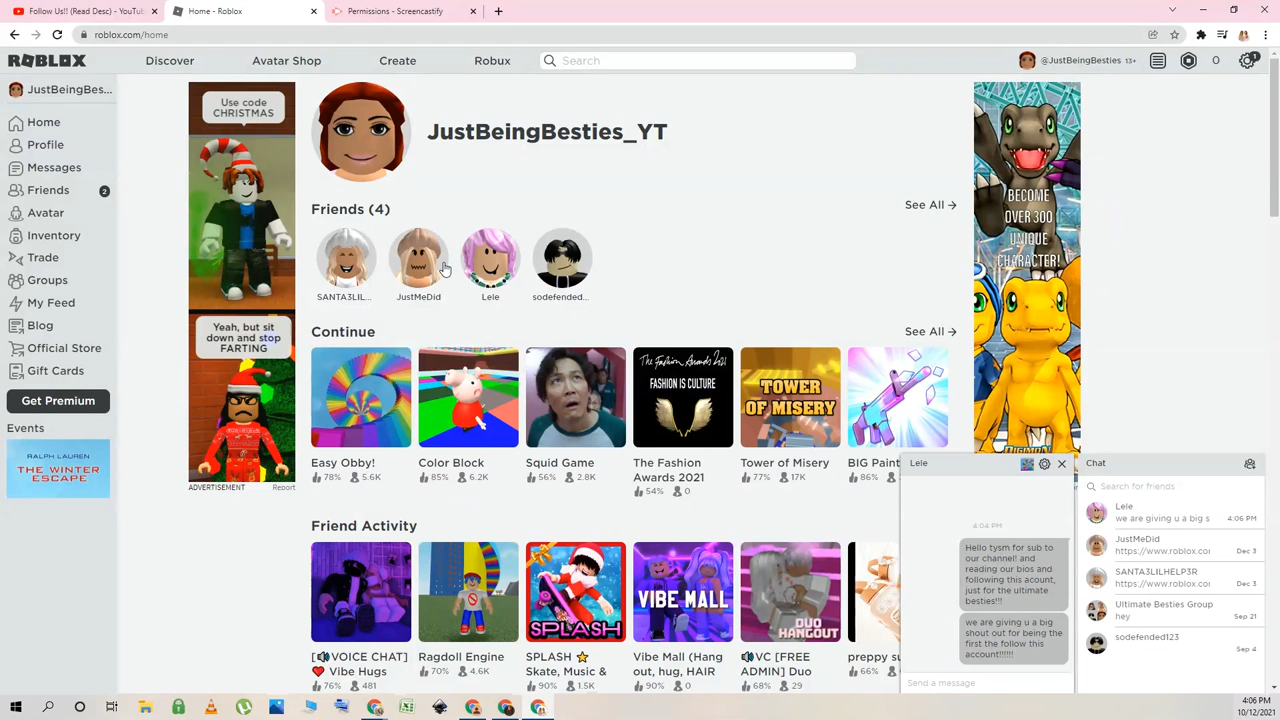 Follow Us!! (Read Desc) - YouTu
Home - Roblox
Permissions - Screencastify
roblox.com/home
ROBLOX
Discover
Avatar Shop
Create
Robux
Search
@JustBeingBesties 13+
0
1
JustBeingBes...
Home
Profile
Messages
Friends
2
Avatar
Inventory
Trade
Groups
My Feed
Blog
Official Store
Gift Cards
Get Premium
Events
RALPH LAUREN
THE WINTER
ESCAPE
Use code
CHRISTMAS
Yeah, but sit
down and stop
FARTING
ADVERTISEMENT
Report
JustBeingBesties_YT
Friends (4)
See All →
SANTA3LIL...
JustMeDid
Lele
sodefended...
Continue
See All →
The Fashion Awards 2021
FASHION IS CULTURE
TOWER
OF MISERY
Easy Obby!
78% 5.6K
Color Block
85% 6.2K
Squid Game
56% 2.8K
The Fashion
Awards 2021
54% 0
Tower of Misery
77% 17K
BIG Paint
86%
Friend Activity
SPLASH
VIBE MALL
DUO
HANGOUT
[VOICE CHAT]
Vibe Hugs
76% 481
Ragdoll Engine
70% 4.6K
SPLASH
Skate, Music &
90% 1.5K
Vibe Mall (Hang
out, hug, HAIR
90% 0
VC [FREE
ADMIN] Duo
68% 29
preppy su
66%
BECOME
OVER 300
UNIQUE
CHARACTER!
Lele
4:04 PM
Hello tysm for sub to
our channel! and
reading our bios and
following this acount,
just for the ultimate
besties!!!
we are giving u a big
shout out for being the
first the follow this
account!!!!!!
Send a message
Chat
Search for friends
Lele
we are giving u a big s
4:06 PM
JustMeDid
https://www.roblox.co
Dec 3
SANTA3LILHELP3R
https://www.roblox.co
Dec 3
Ultimate Besties Group
hey
Sep 21
sodefended123
Sep 4
4:06 PM
10/12/2021